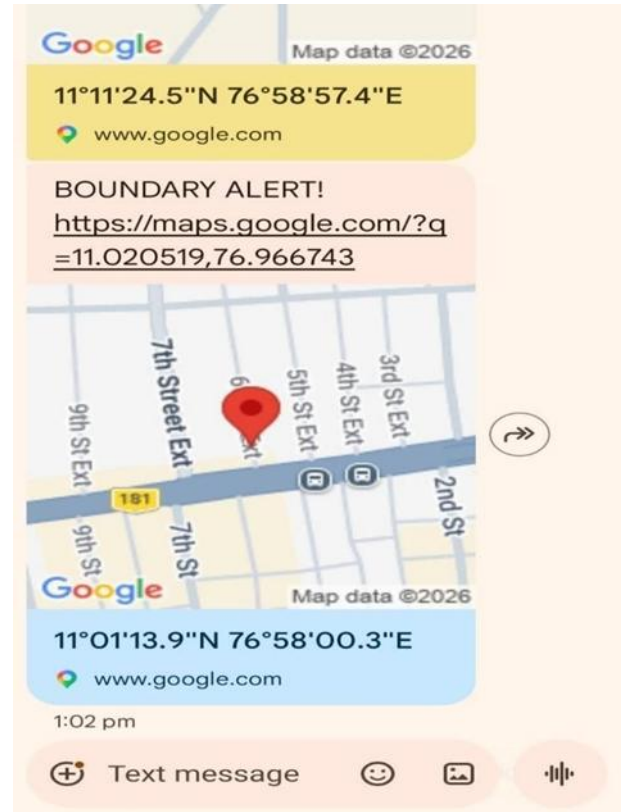 Google
Map data ©2026
11°11'24.5"N 76°58'57.4"E
www.google.com
BOUNDARY ALERT!
https://maps.google.com/?q
=11.020519,76.966743
9th St Ext
7th Street Ext
6
xt
5th St Ext
4th St Ext
3rd St Ext
181
9th St
7th St
2nd St
Google
Map data ©2026
11°01'13.9"N 76°58'00.3"E
www.google.com
1:02 pm
Text message